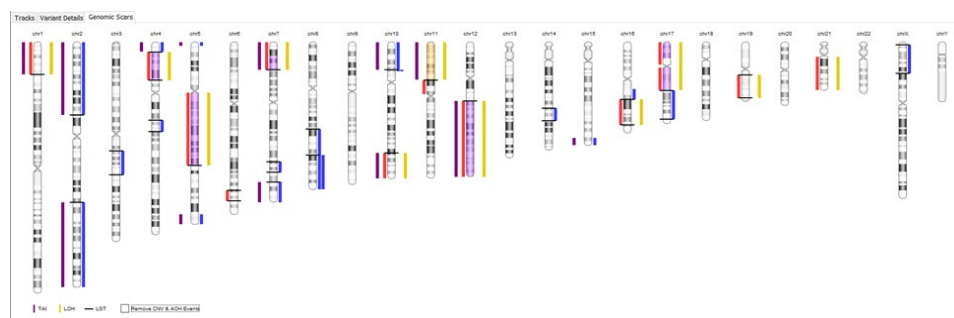 Tracks Variant Details Genomic Scars
chr1 chr2 chr3 chr4 chr5 chr6 chr7 chr8 chr9 chr10 chr11 chr12 chr13 chr14 chr15 chr16 chr17 chr18 chr19 chr20 chr21 chr22 chrX chrY
TAI LOH LST Remove CNV & AOH Events